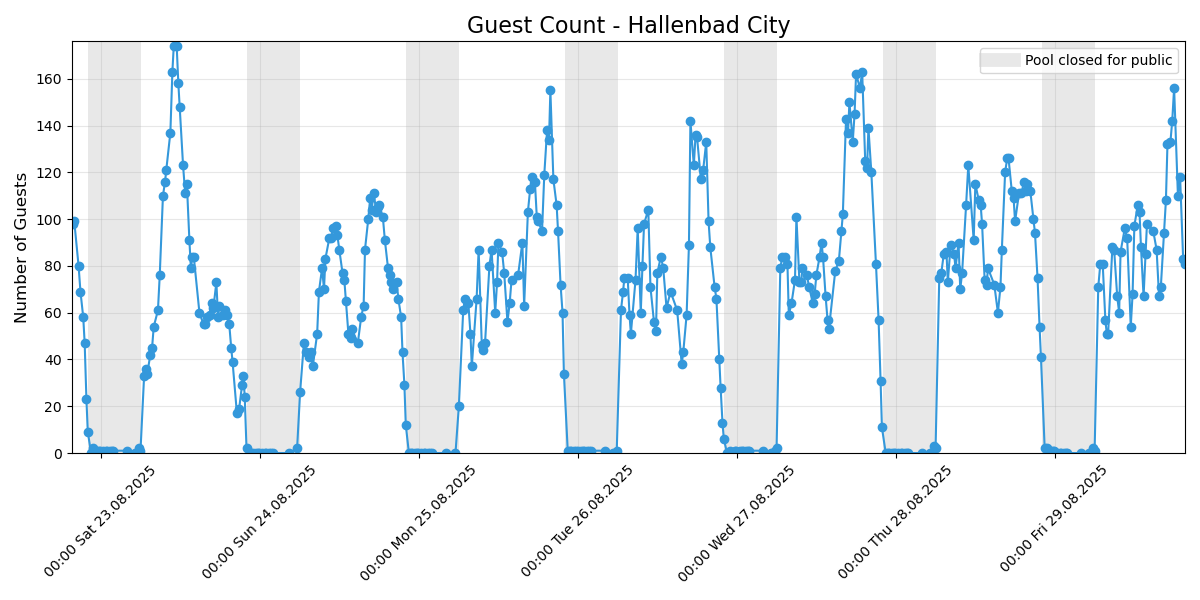 Guest Count - Hallenbad City
Pool closed for public
Number of Guests
160
140
120
100
80
60
40
20
0
00:00 Sat 23.08.2025
00:00 Sun 24.08.2025
00:00 Mon 25.08.2025
00:00 Tue 26.08.2025
00:00 Wed 27.08.2025
00:00 Thu 28.08.2025
00:00 Fri 29.08.2025